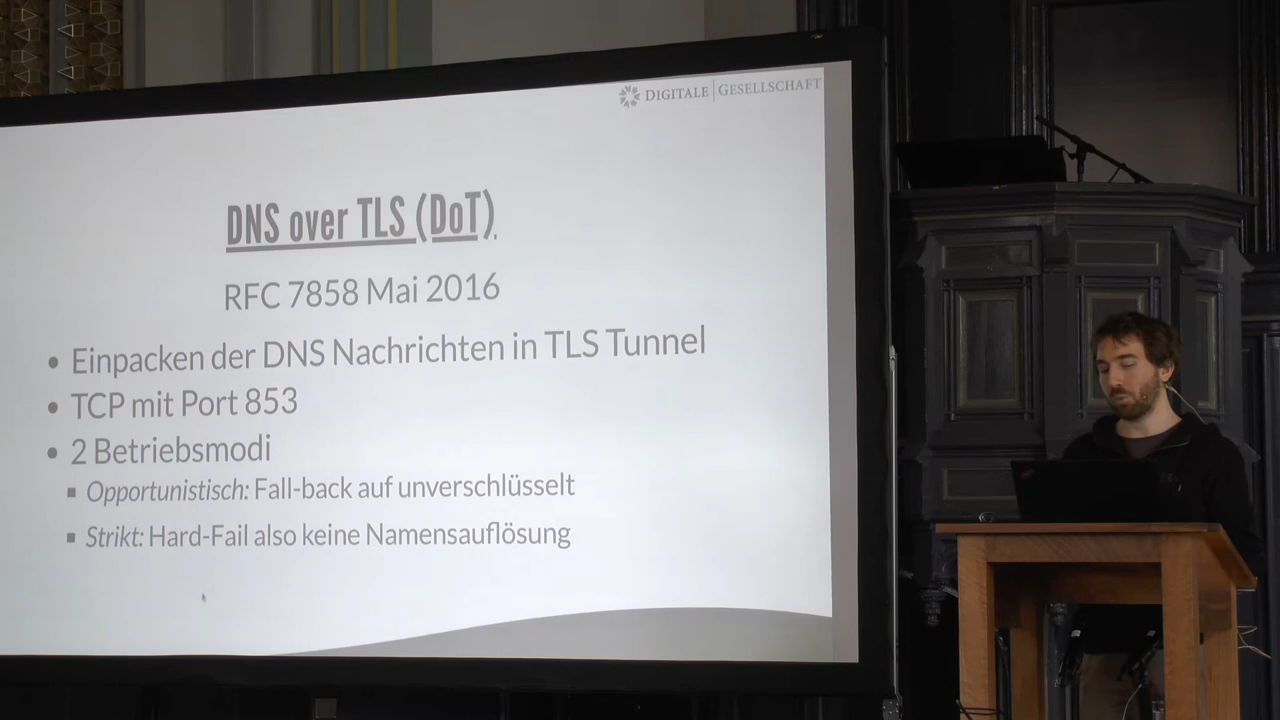 DIGITALE GESELLSCHAFT
DNS over TLS (DoT)
RFC 7858 Mai 2016
Einpacken der DNS Nachrichten in TLS Tunnel
TCP mit Port 853
2 Betriebsmodi
Opportunistisch: Fall-back auf unverschlüsselt
Strikt: Hard-Fail also keine Namensauflösung